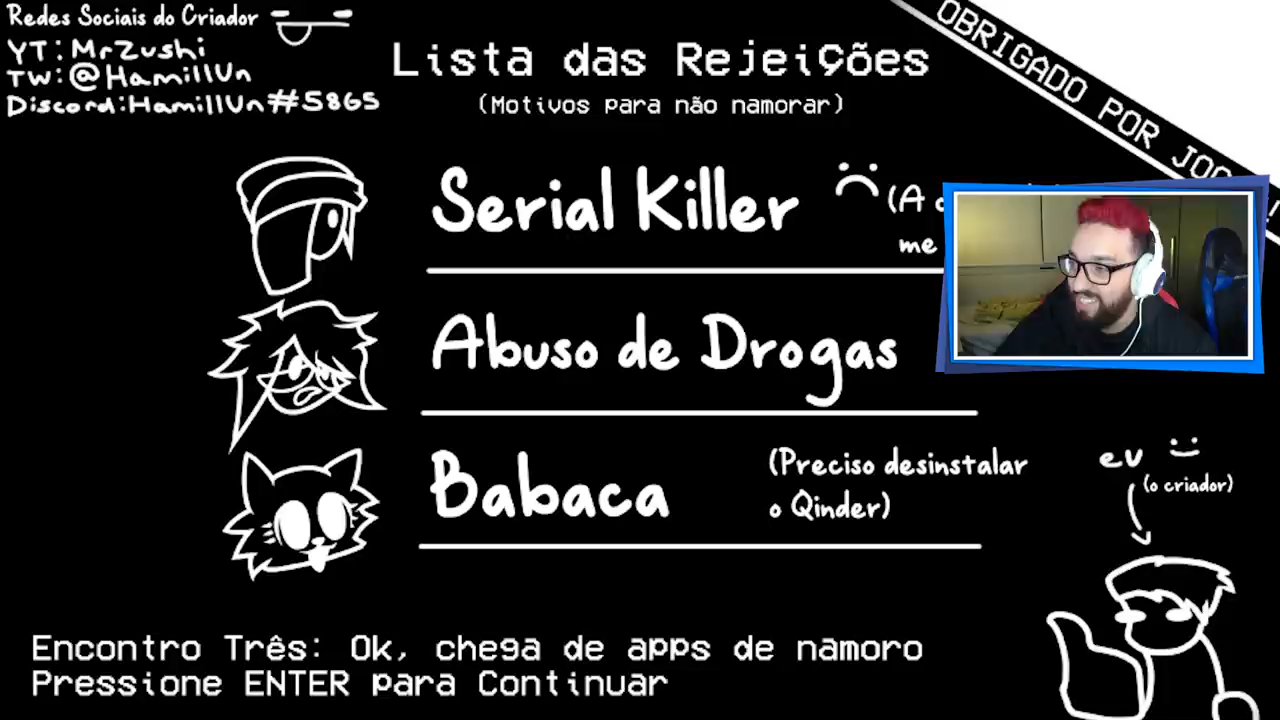 Redes Sociais do Criador
YT:MrZushi
TW:@HamillUn
Discord:HamillUn#5865
Lista das Rejeições
(Motivos para não namorar)
OBRIGADO POR
Serial Killer
(A
me
Abuso de Drogas
Babaca
(Preciso desinstalar
o Qinder)
eu
(o criador)
Encontro Três: Ok, chega de apps de namoro
Pressione ENTER para Continuar